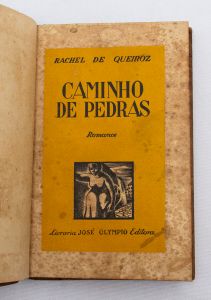 RACHEL DE QUEIROZ
CAMINHO
DE PEDRAS
Romance
Livraria JOSÉ OLYMPIO Editora